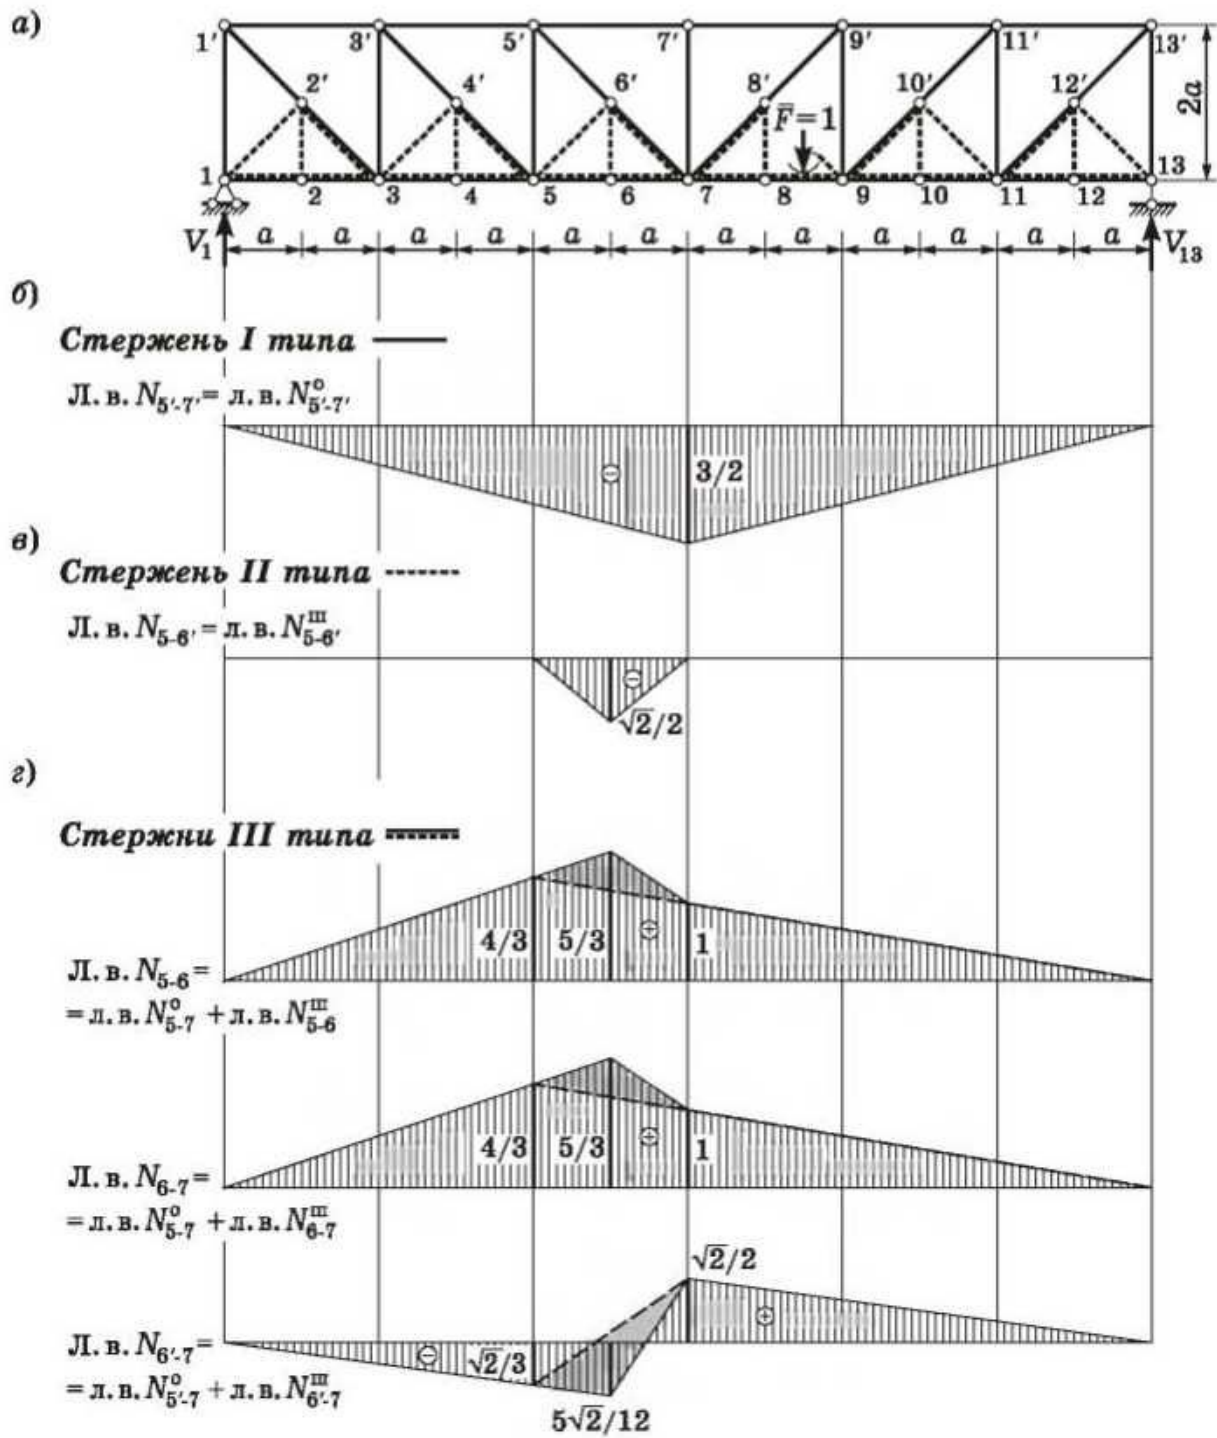 а)
1′ 3′ 5′ 7′ 9′ 11′ 13′
2′ 4′ 6′ 8′ 10′ 12′
F̅=1
2a
1 2 3 4 5 6 7 8 9 10 11 12 13
V₁ a a a a a a a a a a a a V₁₃
б)
Стержень I типа
Л. в. N₅′₋₇′ = л. в. N°₅′₋₇′
3/2
в)
Стержень II типа
Л. в. N₅₋₆′ = л. в. Nᴵᴵᴵ₅₋₆′
√2/2
г)
Стержни III типа
4/3 5/3 1
Л. в. N₅₋₆ =
= л. в. N°₅₋₇ + л. в. Nᴵᴵᴵ₅₋₆
4/3 5/3 1
Л. в. N₆₋₇ =
= л. в. N°₅₋₇ + л. в. Nᴵᴵᴵ₆₋₇
√2/2
Л. в. N₆′₋₇ =
√2/3
= л. в. N°₅′₋₇ + л. в. Nᴵᴵᴵ₆′₋₇
5√2/12